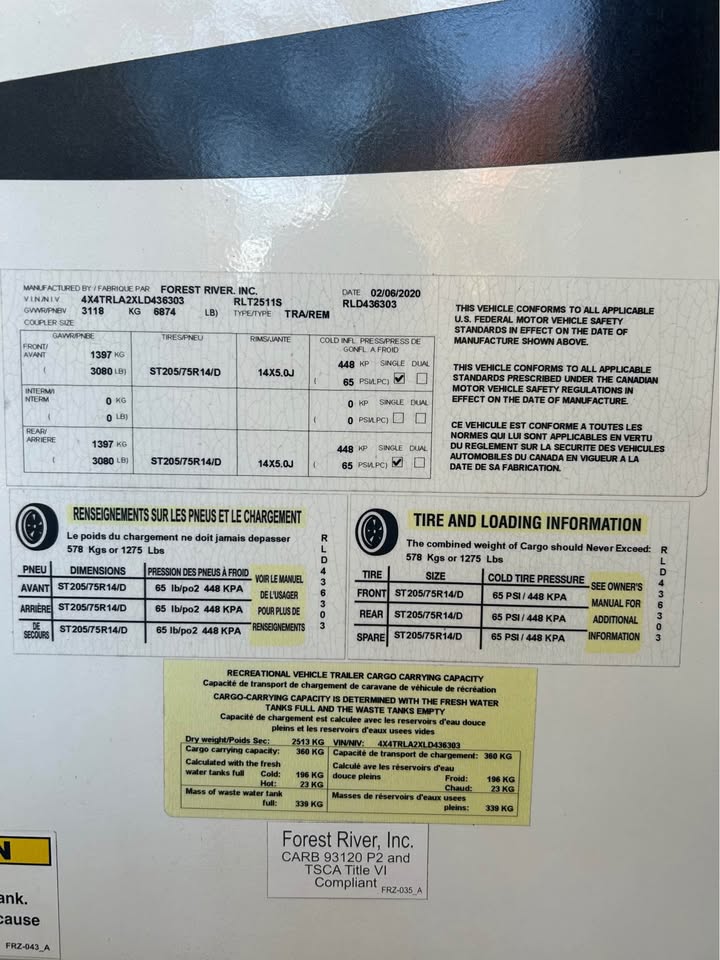 MANUFACTURED BY / FABRIQUE PAR FOREST RIVER. INC. DATE 02/06/2020
V I N / N I V 4X4TRLA2XLD436303 RLT2511S RLD436303
GVWR/PNBV 3118 KG 6874 LB) TYPE/TYPE TRA/REM
COUPLER SIZE
GAWR/PNBE TIRES/PNEU RIMS/JANTE COLD INFL. PRESS/PRESS DE
GONFL. A FROID
FRONT/
AVANT 1397 KG 448 KP SINGLE DUAL
( 3080 LB) ST205/75R14/D 14X5.0J ( 65 PSI/LPC)
INTERM/
NTERM 0 KG 0 KP SINGLE DUAL
( 0 LB) ( 0 PSI/LPC)
REAR/
ARRIERE 1397 KG 448 KP SINGLE DUAL
( 3080 LB) ST205/75R14/D 14X5.0J ( 65 PSI/LPC)
THIS VEHICLE CONFORMS TO ALL APPLICABLE
U.S. FEDERAL MOTOR VEHICLE SAFETY
STANDARDS IN EFFECT ON THE DATE OF
MANUFACTURE SHOWN ABOVE.
THIS VEHICLE CONFORMS TO ALL APPLICABLE
STANDARDS PRESCRIBED UNDER THE CANADIAN
MOTOR VEHICLE SAFETY REGULATIONS IN
EFFECT ON THE DATE OF MANUFACTURE.
CE VEHICULE EST CONFORME A TOUTES LES
NORMES QUI LUI SONT APPLICABLES EN VERTU
DU REGLEMENT SUR LA SECURITE DES VEHICULES
AUTOMOBILES DU CANADA EN VIGUEUR A LA
DATE DE SA FABRICATION.
RENSEIGNEMENTS SUR LES PNEUS ET LE CHARGEMENT
Le poids du chargement ne doit jamais depasser
578 Kgs or 1275 Lbs
PNEU DIMENSIONS PRESSION DES PNEUS À FROID
AVANT ST205/75R14/D 65 lb/po2 448 KPA
ARRIÈRE ST205/75R14/D 65 lb/po2 448 KPA
DE
SECOURS ST205/75R14/D 65 lb/po2 448 KPA
VOIR LE MANUEL
DE L'USAGER
POUR PLUS DE
RENSEIGNEMENTS
RLD436303
TIRE AND LOADING INFORMATION
The combined weight of Cargo should Never Exceed:
578 Kgs or 1275 Lbs
TIRE SIZE COLD TIRE PRESSURE
FRONT ST205/75R14/D 65 PSI / 448 KPA
REAR ST205/75R14/D 65 PSI / 448 KPA
SPARE ST205/75R14/D 65 PSI / 448 KPA
SEE OWNER'S
MANUAL FOR
ADDITIONAL
INFORMATION
RLD436303
RECREATIONAL VEHICLE TRAILER CARGO CARRYING CAPACITY
Capacité de transport de chargement de caravane de véhicule de récréation
CARGO-CARRYING CAPACITY IS DETERMINED WITH THE FRESH WATER
TANKS FULL AND THE WASTE TANKS EMPTY
Capacité de chargement est calculee avec les reservoirs d'eau douce
pleins et les reservoirs d'eaux usees vides
Dry weight/Poids Sec: 2513 KG VIN/NIV: 4X4TRLA2XLD436303
Cargo carrying capacity: 360 KG Capacité de transport de chargement: 360 KG
Calculated with the fresh Calculé ave les réservoirs d'eau
water tanks full Cold: 196 KG douce pleins Froid: 196 KG
Hot: 23 KG Chaud: 23 KG
Mass of waste water tank Masses de réservoirs d'eaux usees
full: 339 KG pleins: 339 KG
Forest River, Inc.
CARB 93120 P2 and
TSCA Title VI
Compliant
FRZ-035_A
N
ank.
cause
FRZ-043_A